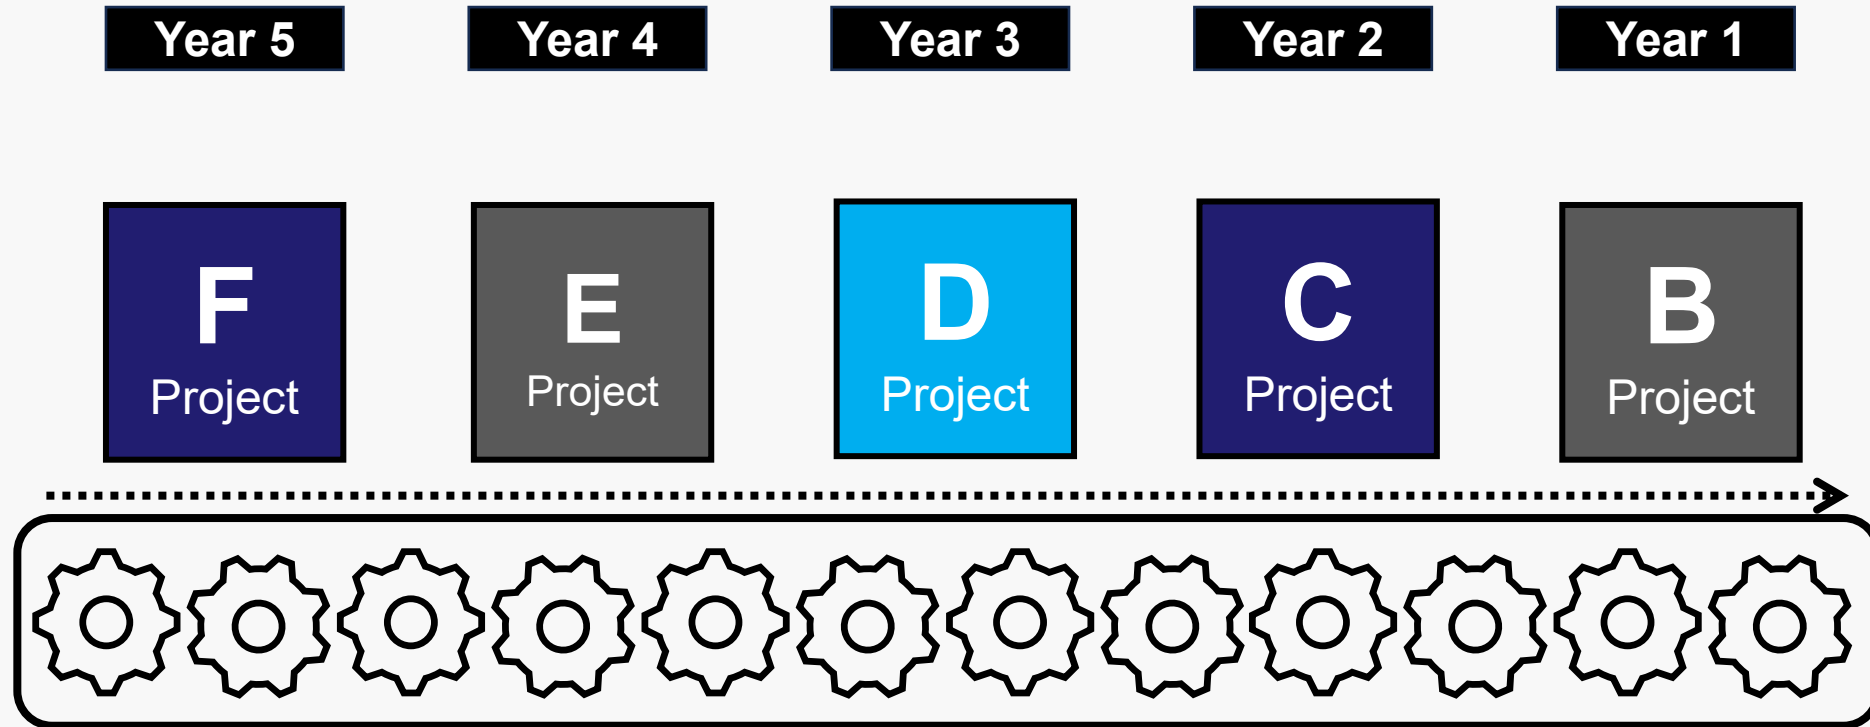 Year 5
Year 4
Year 3
Year 2
Year 1
F
Project
E
Project
D
Project
C
Project
B
Project